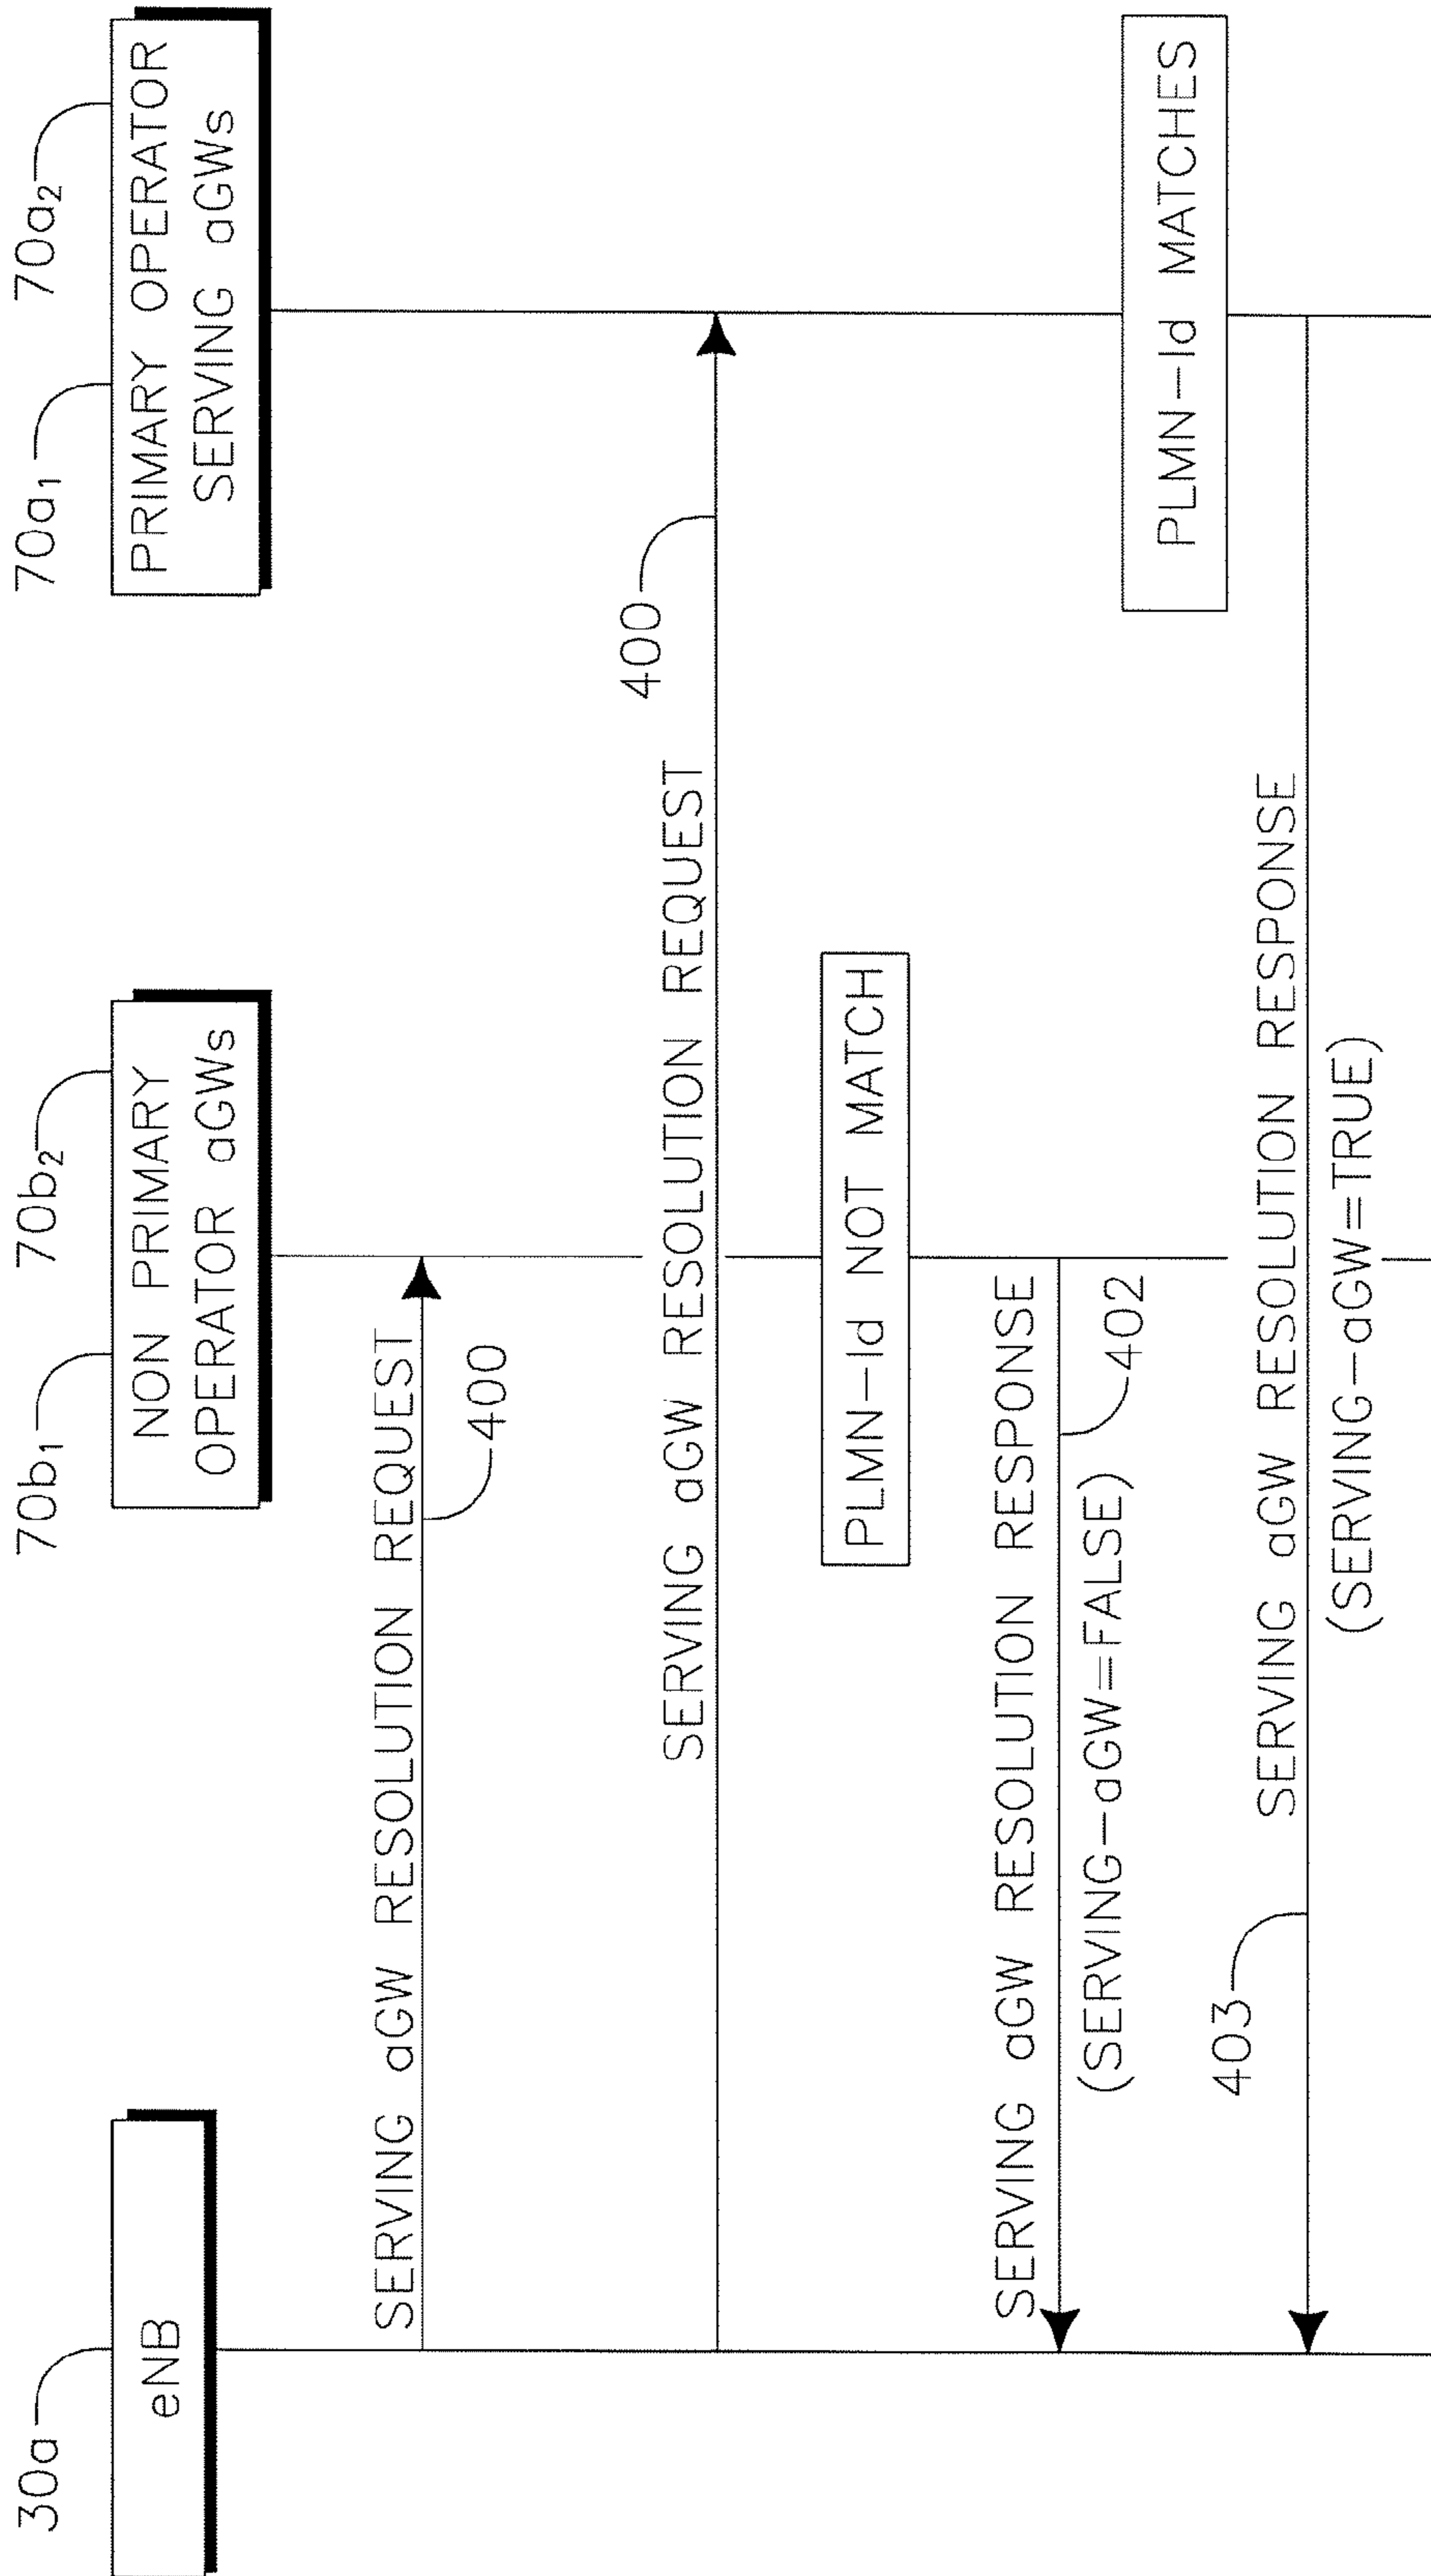 30a
70b1
70b2
70a1
70a2
eNB
NON PRIMARY
OPERATOR aGWs
PRIMARY OPERATOR
SERVING aGWs
SERVING aGW RESOLUTION REQUEST
400
400
SERVING aGW RESOLUTION REQUEST
PLMN-Id NOT MATCH
SERVING aGW RESOLUTION RESPONSE
402
(SERVING-aGW=FALSE)
PLMN-Id MATCHES
403
SERVING aGW RESOLUTION RESPONSE
(SERVING-aGW=TRUE)